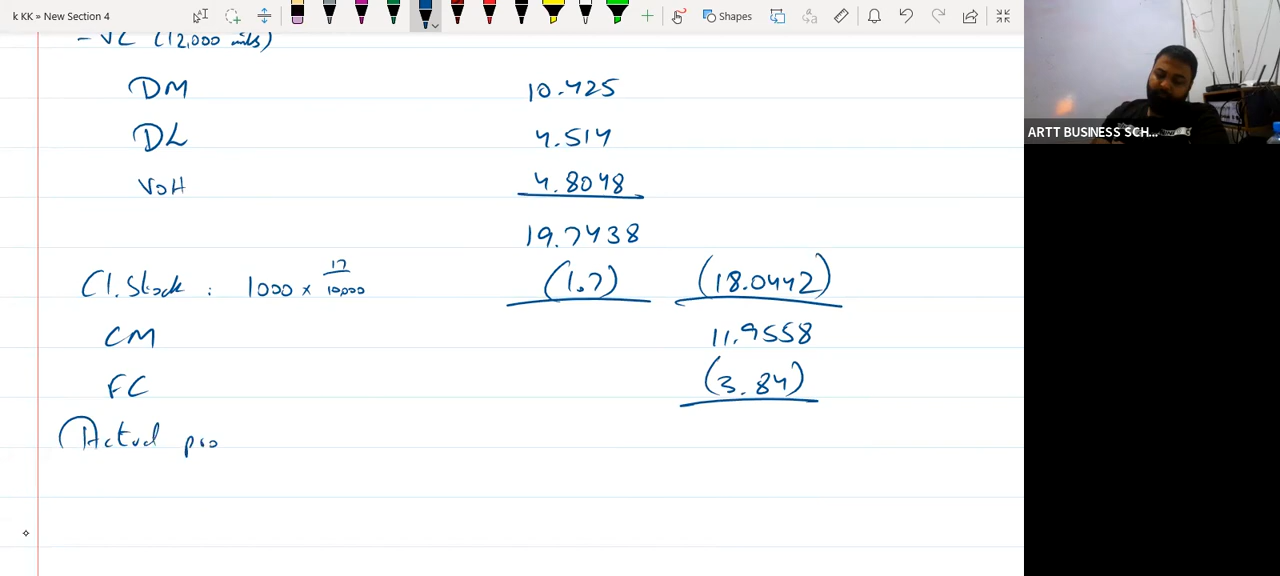 k KK » New Section 4
Shapes
- VC (12,000 units)
DM 10.425
DL 4.514
VOH 4.8048
19.7438
Cl. Stock : 1000 × 17/10,000 (1.7) (18.0442)
CM 11.9558
FC (3.84)
Actual pro
ARTT BUSINESS SCH...